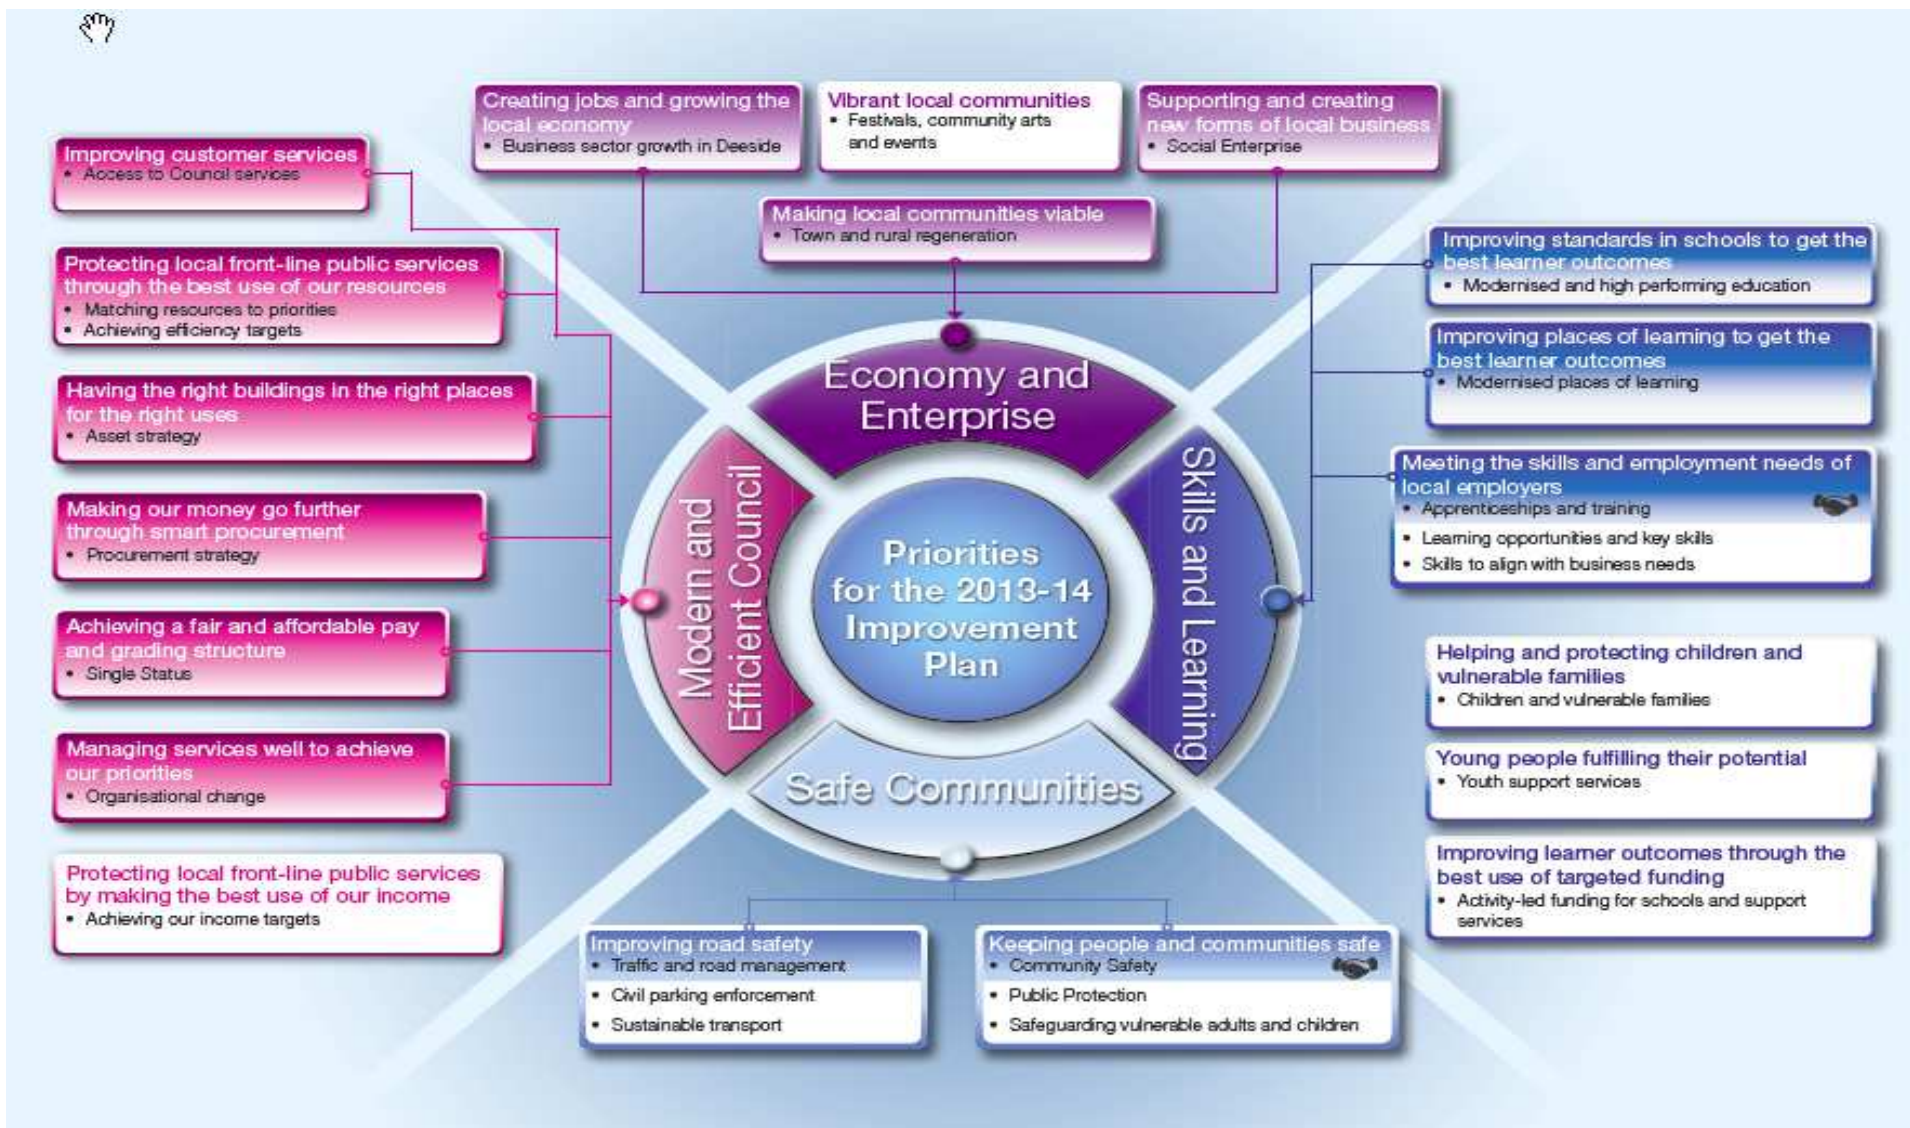 Creating jobs and growing the
local economy
• Business sector growth in Deeside
Vibrant local communities
• Festivals, community arts
and events
Supporting and creating
new forms of local business
• Social Enterprise
Making local communities viable
• Town and rural regeneration
Improving customer services
• Access to Council services
Protecting local front-line public services
through the best use of our resources
• Matching resources to priorities
• Achieving efficiency targets
Having the right buildings in the right places
for the right uses
• Asset strategy
Making our money go further
through smart procurement
• Procurement strategy
Achieving a fair and affordable pay
and grading structure
• Single Status
Managing services well to achieve
our priorities
• Organisational change
Protecting local front-line public services
by making the best use of our income
• Achieving our income targets
Economy and
Enterprise
Modern and
Efficient Council
Priorities
for the 2013-14
Improvement
Plan
Skills and Learning
Safe Communities
Improving standards in schools to get the
best learner outcomes
• Modernised and high performing education
Improving places of learning to get the
best learner outcomes
• Modernised places of learning
Meeting the skills and employment needs of
local employers
• Apprenticeships and training
• Learning opportunities and key skills
• Skills to align with business needs
Helping and protecting children and
vulnerable families
• Children and vulnerable families
Young people fulfilling their potential
• Youth support services
Improving learner outcomes through the
best use of targeted funding
• Activity-led funding for schools and support
services
Improving road safety
• Traffic and road management
• Civil parking enforcement
• Sustainable transport
Keeping people and communities safe
• Community Safety
• Public Protection
• Safeguarding vulnerable adults and children